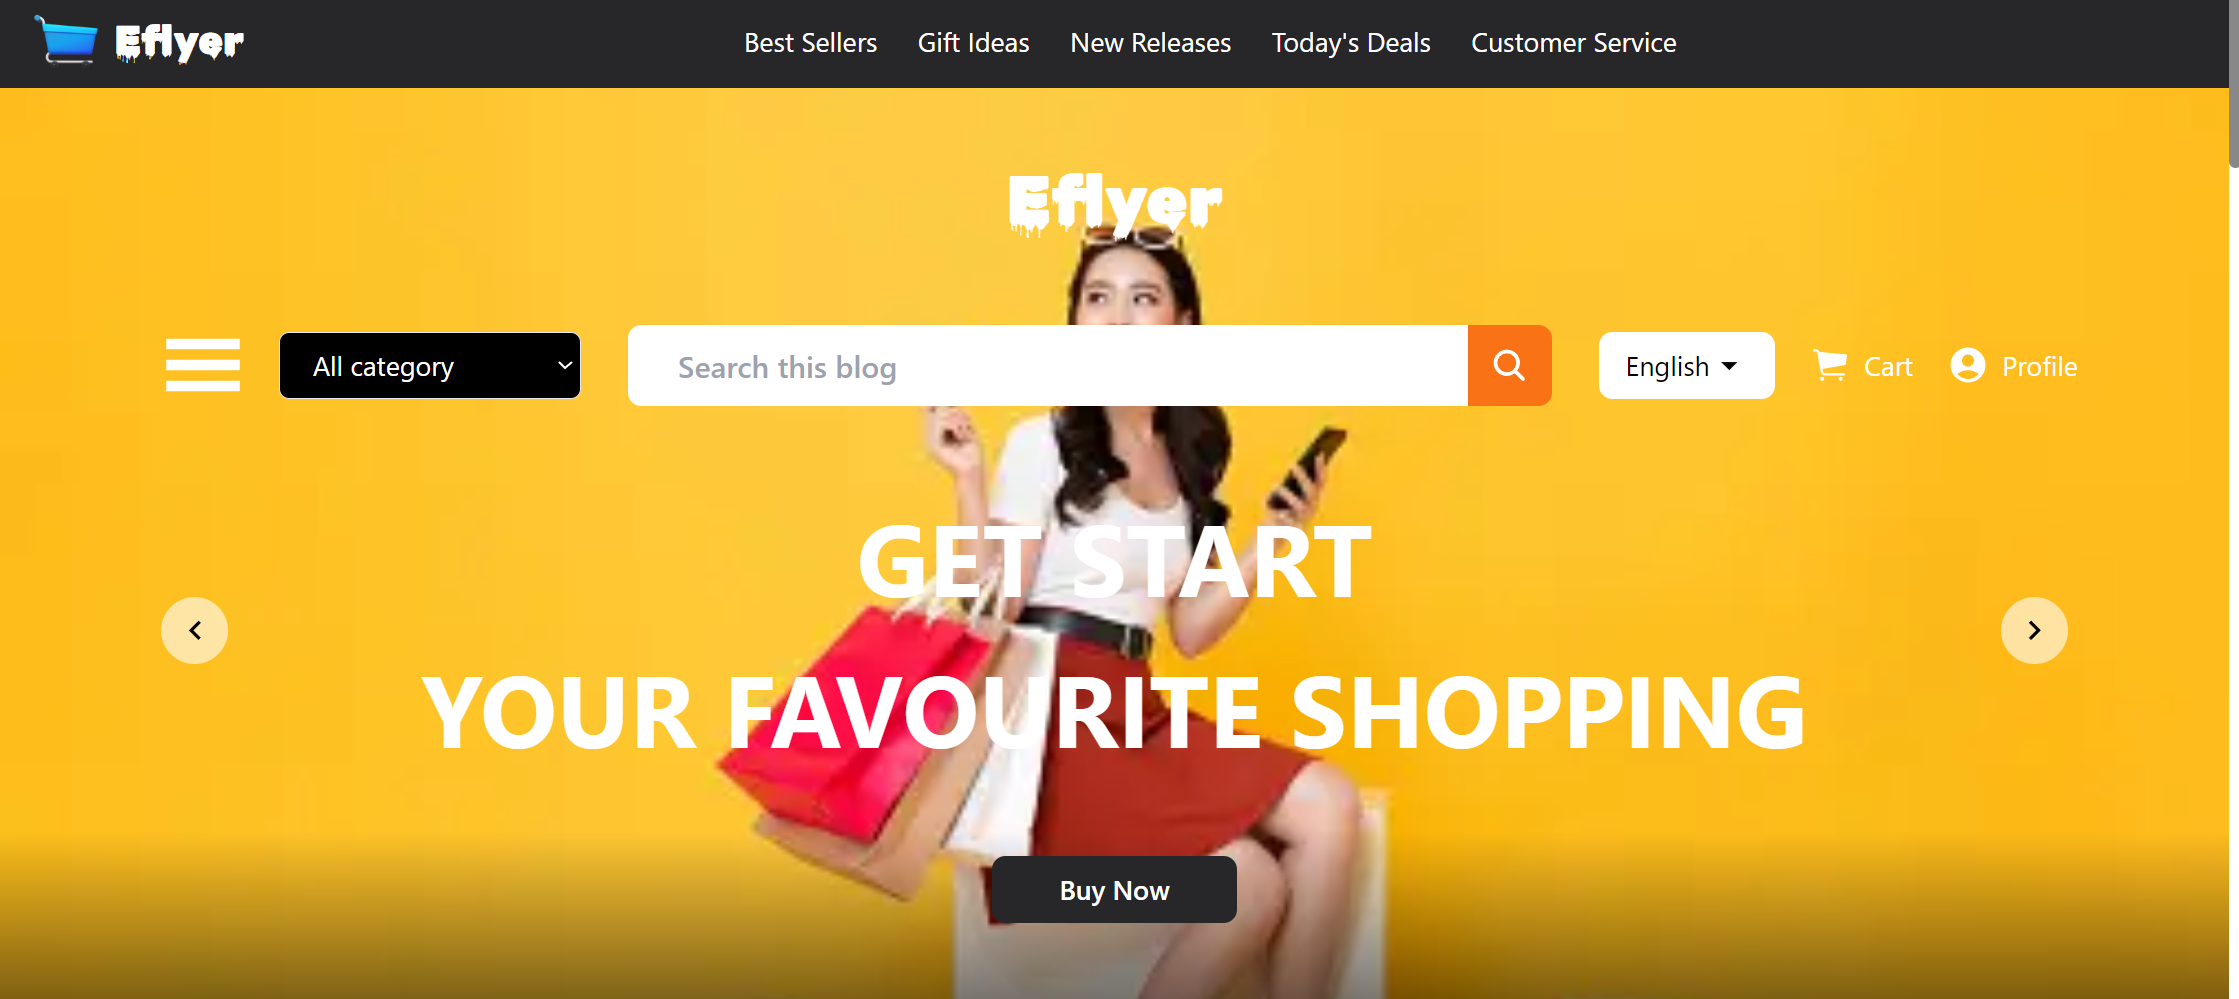 Eflyer
Best Sellers Gift Ideas New Releases Today's Deals Customer Service
Eflyer
All category Search this blog English Cart Profile
GET START
YOUR FAVOURITE SHOPPING
Buy Now